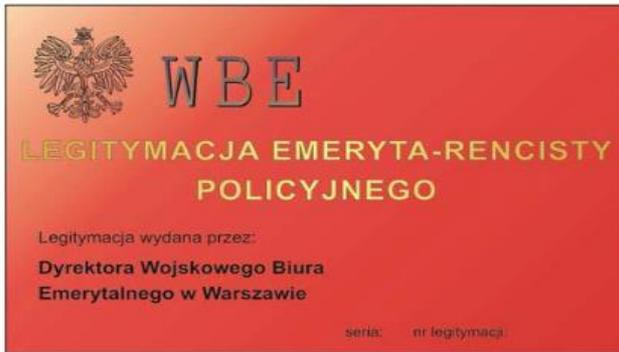 WBE
LEGITYMACJA EMERYTA-RENCISTY
POLICYJNEGO
Legitymacja wydana przez:
Dyrektora Wojskowego Biura
Emerytalnego w Warszawie
seria: nr legitymacji: